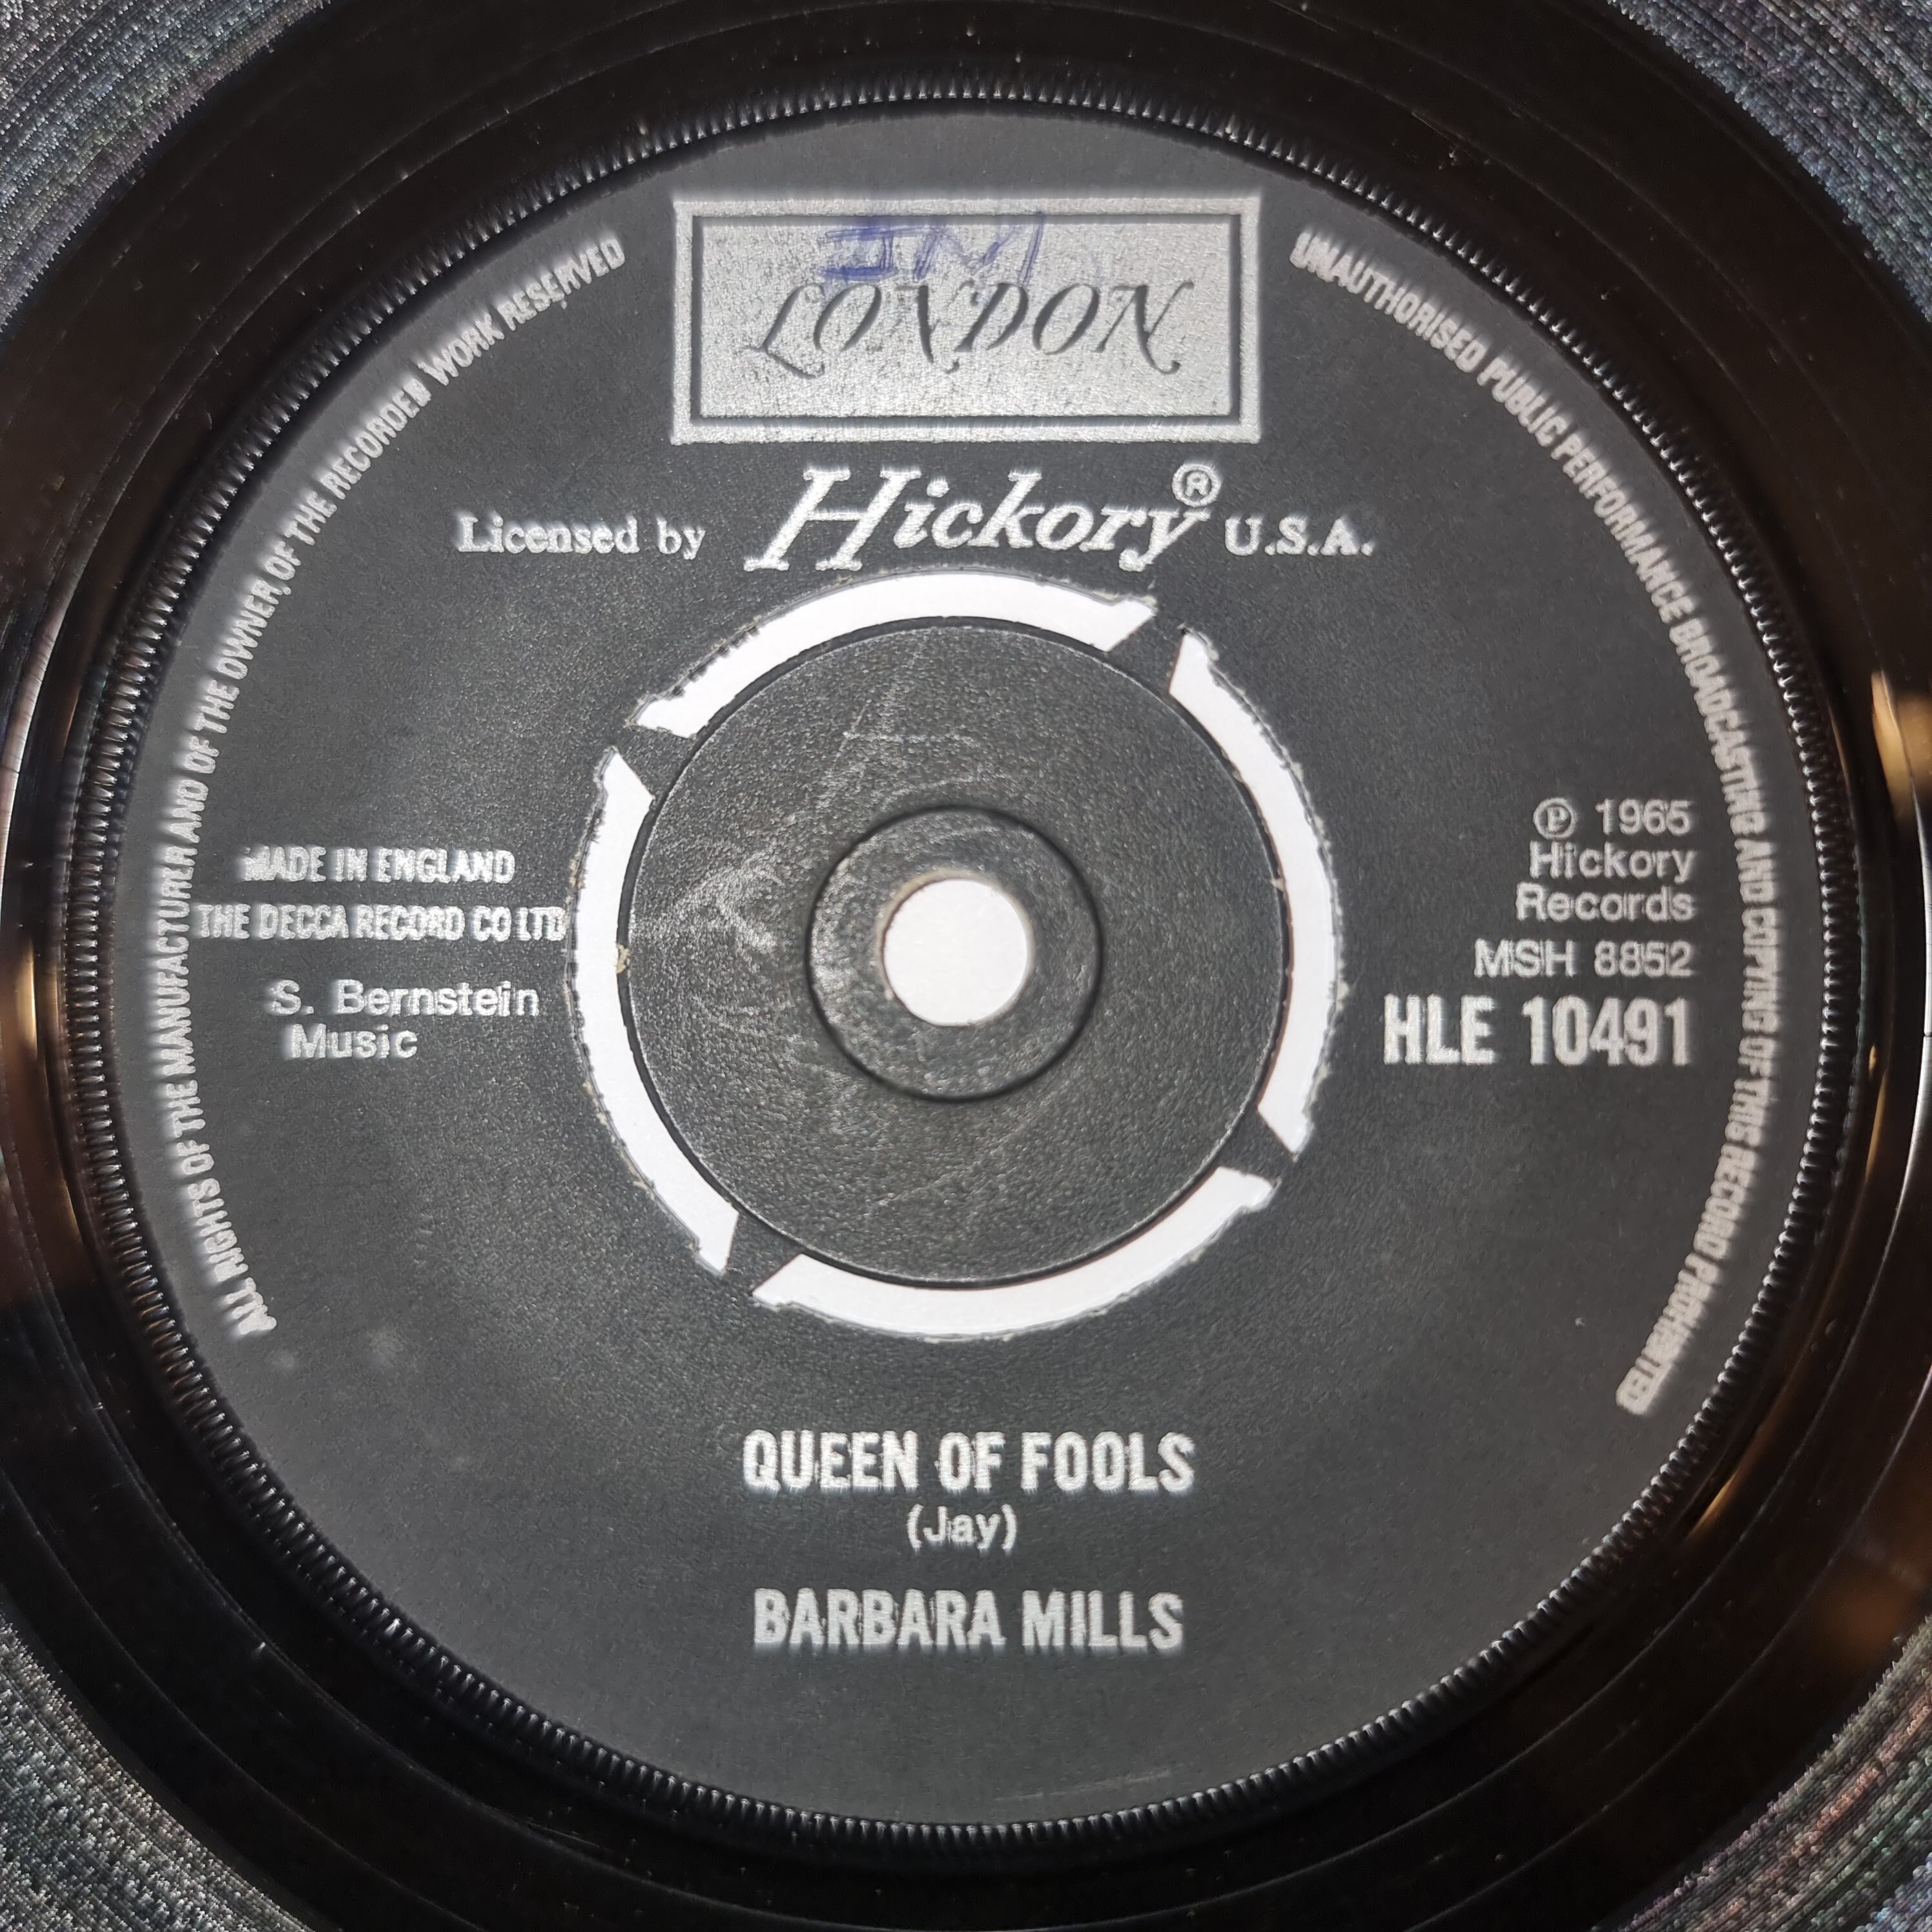 LONDON
Licensed by Hickory® U.S.A.
ALL RIGHTS OF THE MANUFACTURER AND OF THE OWNER OF THE RECORDED WORK RESERVED
UNAUTHORISED PUBLIC PERFORMANCE BROADCASTING AND COPYING OF THIS RECORD PROHIBITED
MADE IN ENGLAND
THE DECCA RECORD CO LTD
S. Bernstein
Music
℗ 1965
Hickory
Records
MSH 8852
HLE 10491
QUEEN OF FOOLS
(Jay)
BARBARA MILLS